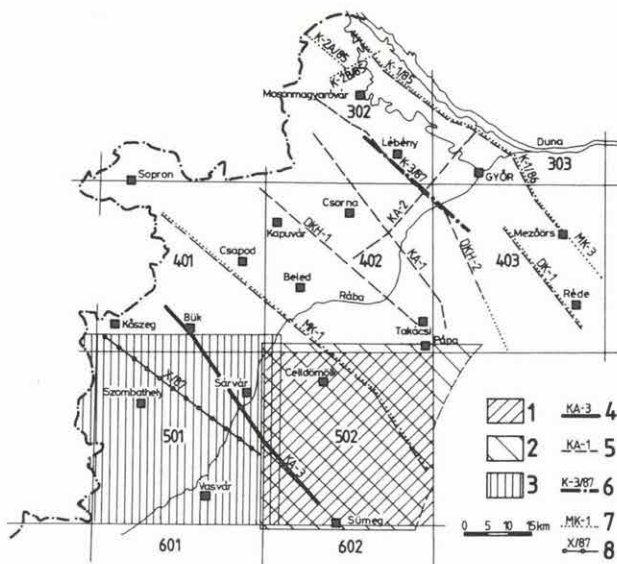 K-2A/85
K-2B/85
K-1/85
Mosonmagyaróvár
302
Lébény
K-3/87
Duna
303
GYŐR
K-1/86
Sopron
Csorna
KA-2
DKH-1
Kapuvár
Mezőörs
MK-3
401
Csapod
402
KA-1
DKH-2
403
DK-1
Beled
Rába
Réde
MK-1
Kőszeg
Bük
Takácsi
Pápa
X/87
Celldömölk
Sárvár
Szombathely
501
502
KA-3
Vasvár
Sümeg
601
602
1
2
3
KA-3 4
KA-1 5
K-3/87 6
MK-1 7
X/87 8
0 5 10 15km